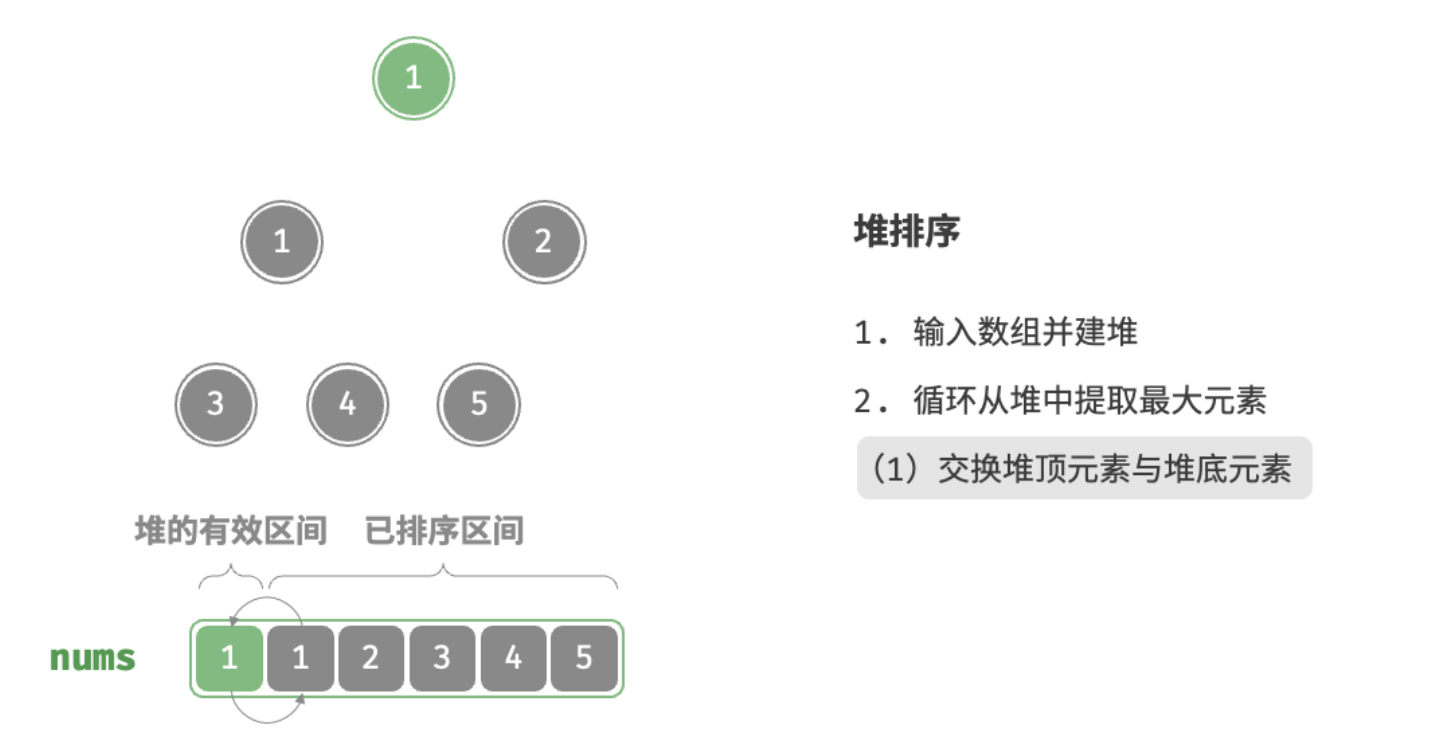 1
1 2
3 4 5
堆的有效区间 已排序区间
nums 1 1 2 3 4 5
堆排序
1. 输入数组并建堆
2. 循环从堆中提取最大元素
（1）交换堆顶元素与堆底元素